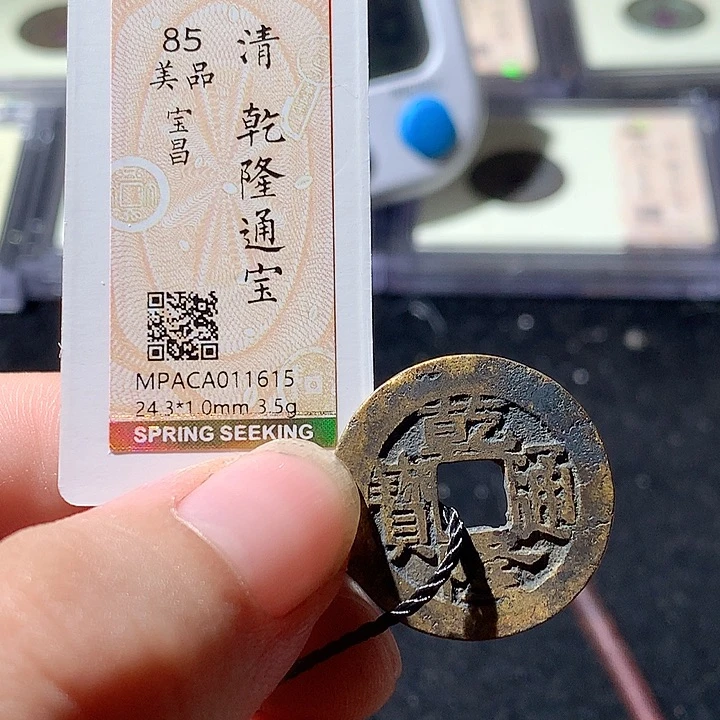 85
美品
宝昌
清 乾隆通宝
MPACA011615
24.3*1.0mm 3.5g
SPRING SEEKING
乾隆通寶